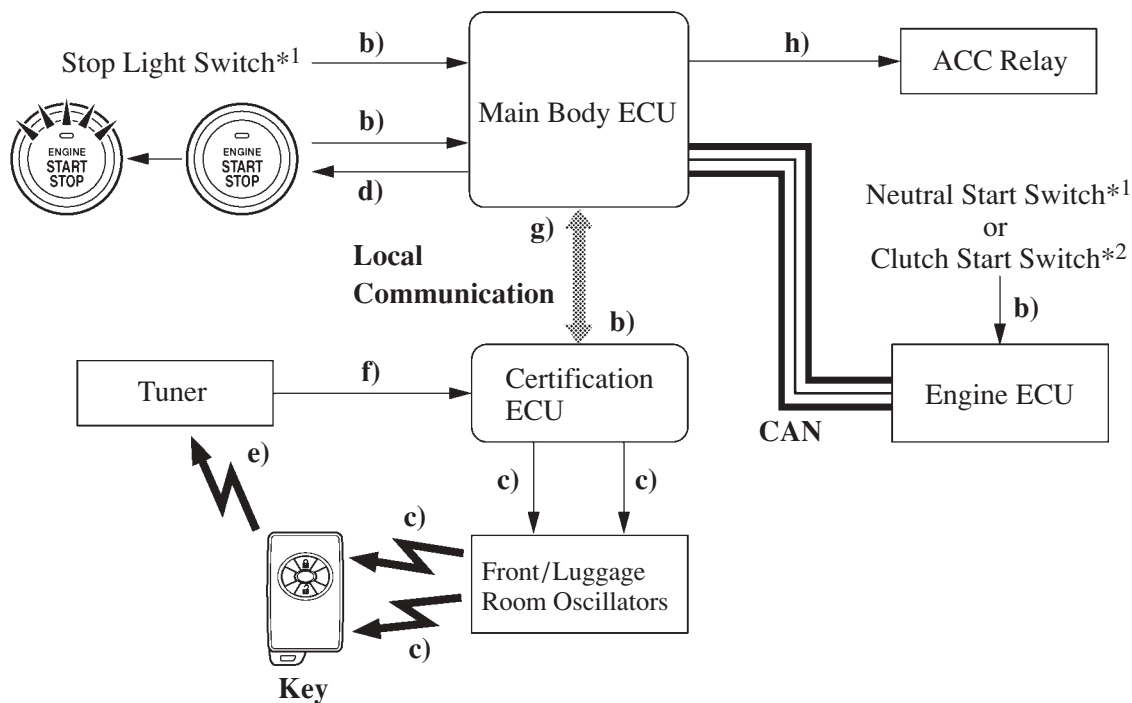 Stop Light Switch*1
b)
Main Body ECU
h)
ACC Relay
ENGINE
START
STOP
ENGINE
START
STOP
b)
d)
g)
Local
Communication
b)
Neutral Start Switch*1
or
Clutch Start Switch*2
b)
Tuner
f)
Certification
ECU
Engine ECU
CAN
e)
c)
c)
c)
Front/Luggage
Room Oscillators
c)
Key